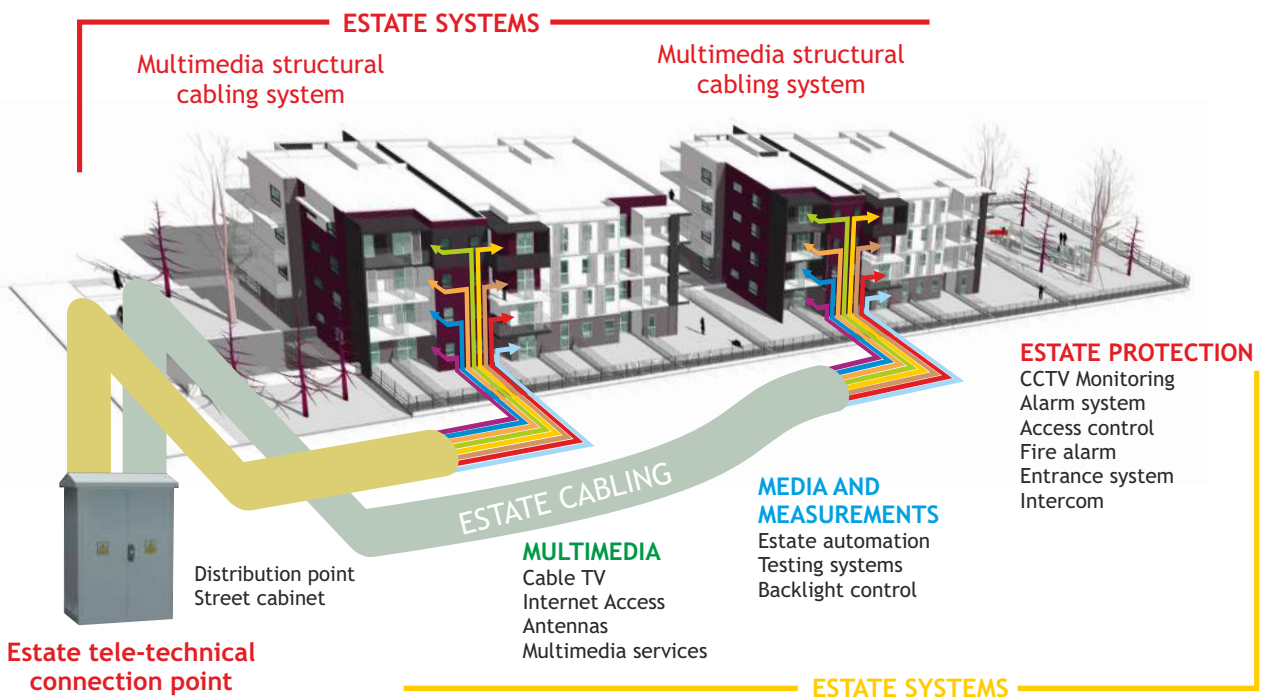 ESTATE SYSTEMS
Multimedia structural
cabling system
Multimedia structural
cabling system
ESTATE PROTECTION
CCTV Monitoring
Alarm system
Access control
Fire alarm
Entrance system
Intercom
ESTATE CABLING
MEDIA AND
MEASUREMENTS
Estate automation
Testing systems
Backlight control
MULTIMEDIA
Cable TV
Internet Access
Antennas
Multimedia services
Distribution point
Street cabinet
Estate tele-technical
connection point
ESTATE SYSTEMS